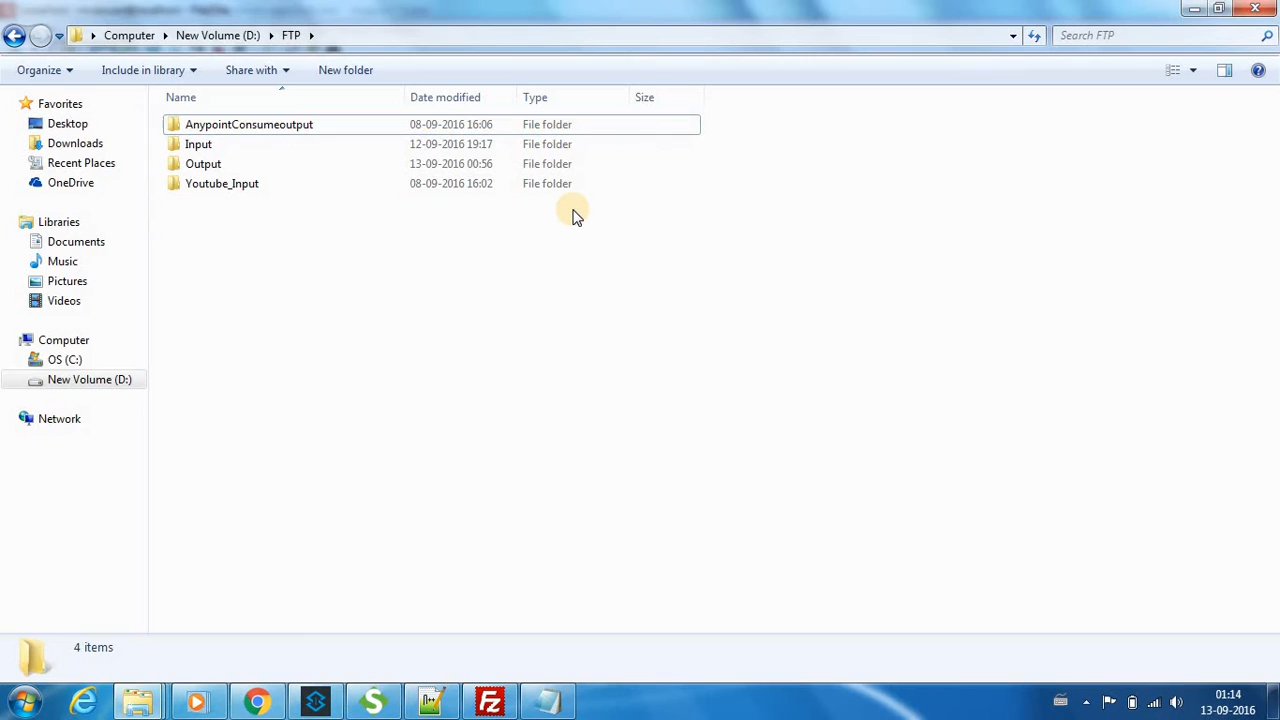 Computer New Volume (D:) FTP
Search FTP
Organize Include in library Share with New folder
Name Date modified Type Size
AnypointConsumeoutput 08-09-2016 16:06 File folder
Input 12-09-2016 19:17 File folder
Output 13-09-2016 00:56 File folder
Youtube_Input 08-09-2016 16:02 File folder
Favorites
Desktop
Downloads
Recent Places
OneDrive
Libraries
Documents
Music
Pictures
Videos
Computer
OS (C:)
New Volume (D:)
Network
4 items
01:14
13-09-2016